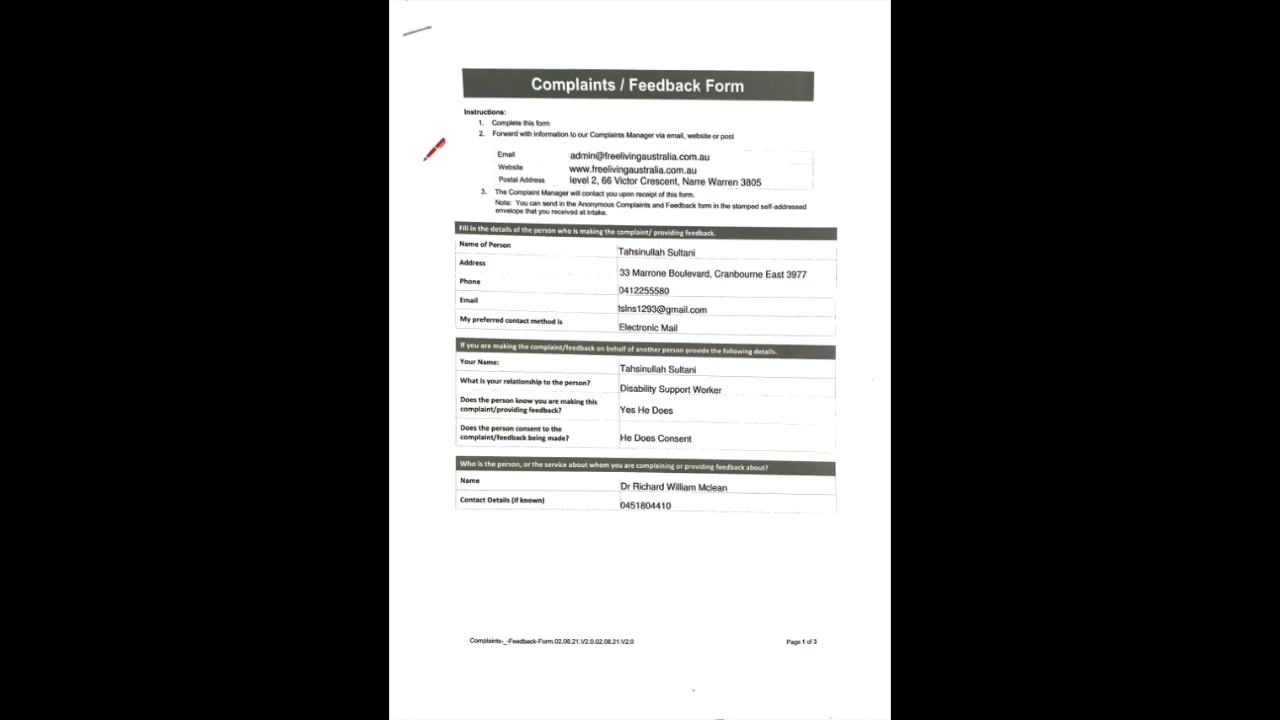 Complaints / Feedback Form
Instructions:
1. Complete this form
2. Forward with information to our Complaints Manager via email, website or post
Email admin@freelivingaustralia.com.au
Website www.freelivingaustralia.com.au
Postal Address level 2, 66 Victor Crescent, Narre Warren 3805
3. The Complaint Manager will contact you upon receipt of this form.
Note: You can send in the Anonymous Complaints and Feedback form in the stamped self-addressed
envelope that you received at intake.
Fill in the details of the person who is making the complaint/ providing feedback.
Name of Person Tahsinullah Sultani
Address 33 Marrone Boulevard, Cranbourne East 3977
Phone 0412255580
Email tslns1293@gmail.com
My preferred contact method is Electronic Mail
If you are making the complaint/feedback on behalf of another person provide the following details.
Your Name: Tahsinullah Sultani
What is your relationship to the person? Disability Support Worker
Does the person know you are making this
complaint/providing feedback? Yes He Does
Does the person consent to the
complaint/feedback being made? He Does Consent
Who is the person, or the service about whom you are complaining or providing feedback about?
Name Dr Richard William Mclean
Contact Details (if known) 0451804410
Complaints-_-Feedback-Form.02.08.21.V2.0.02.08.21.V2.0 Page 1 of 3